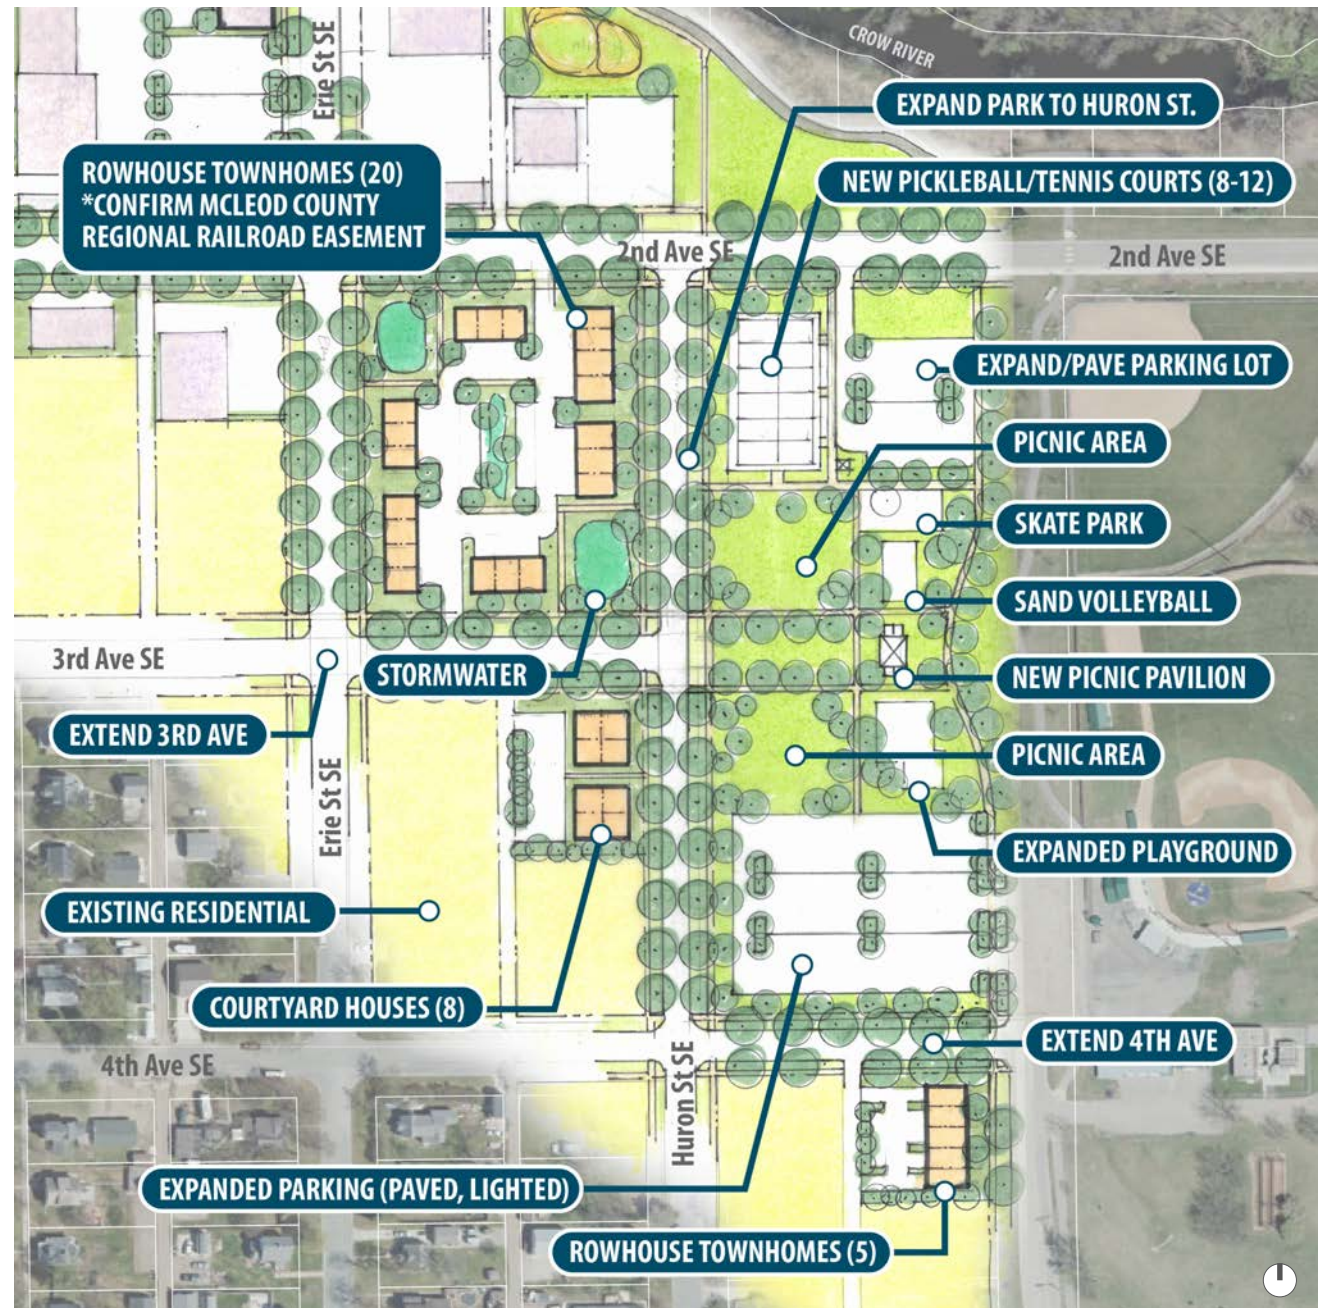 CROW RIVER
Erie St SE
EXPAND PARK TO HURON ST.
ROWHOUSE TOWNHOMES (20)
*CONFIRM MCLEOD COUNTY
REGIONAL RAILROAD EASEMENT
NEW PICKLEBALL/TENNIS COURTS (8-12)
2nd Ave SE
2nd Ave SE
EXPAND/PAVE PARKING LOT
PICNIC AREA
SKATE PARK
SAND VOLLEYBALL
3rd Ave SE
STORMWATER
NEW PICNIC PAVILION
EXTEND 3RD AVE
PICNIC AREA
Erie St SE
EXPANDED PLAYGROUND
EXISTING RESIDENTIAL
COURTYARD HOUSES (8)
EXTEND 4TH AVE
4th Ave SE
Huron St SE
EXPANDED PARKING (PAVED, LIGHTED)
ROWHOUSE TOWNHOMES (5)